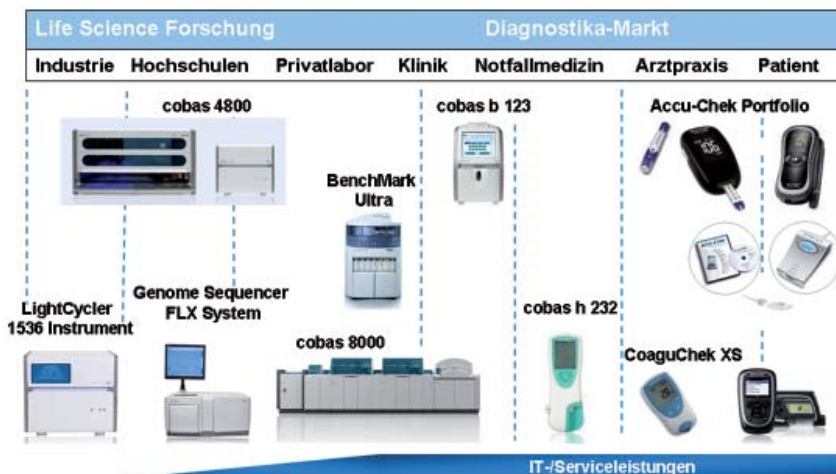 Life Science Forschung Diagnostika-Markt
Industrie Hochschulen Privatlabor Klinik Notfallmedizin Arztpraxis Patient
cobas 4800
cobas b 123
Accu-Chek Portfolio
BenchMark
Ultra
LightCycler
1536 Instrument
Genome Sequencer
FLX System
cobas 8000
cobas h 232
CoaguChek XS
IT-/Serviceleistungen